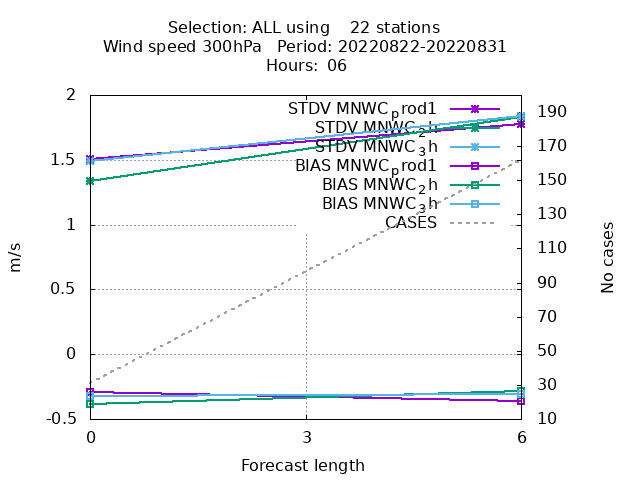 Selection: ALL using 22 stations
Wind speed 300hPa Period: 20220822-20220831
Hours: 06
STDV MNWC_prod1
STDV MNWC_2h
STDV MNWC_3h
BIAS MNWC_prod1
BIAS MNWC_2h
BIAS MNWC_3h
CASES
2
1.5
1
0.5
0
-0.5
190
170
150
130
110
90
70
50
30
10
m/s
No cases
0 3 6
Forecast length